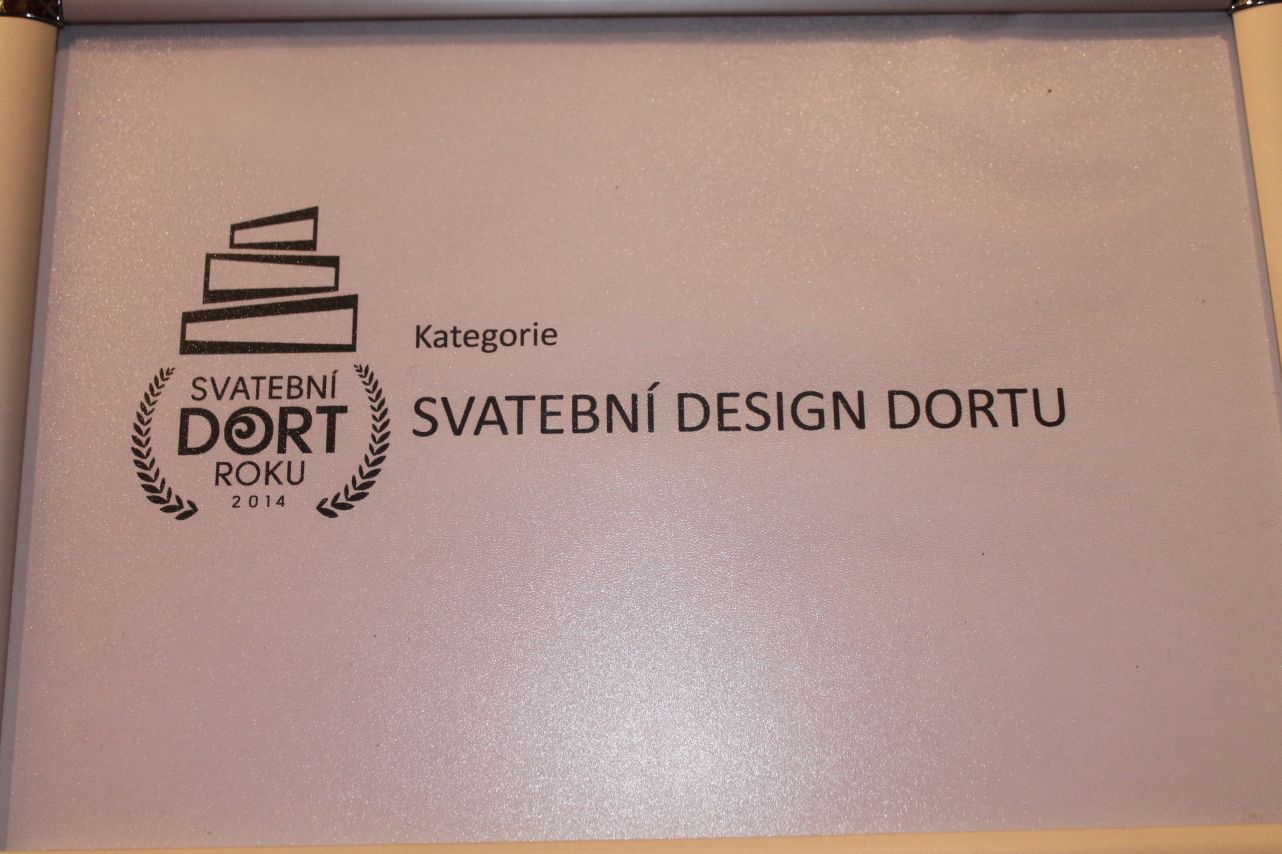 SVATEBNÍ
DORT
ROKU
2014
Kategorie
SVATEBNÍ DESIGN DORTU